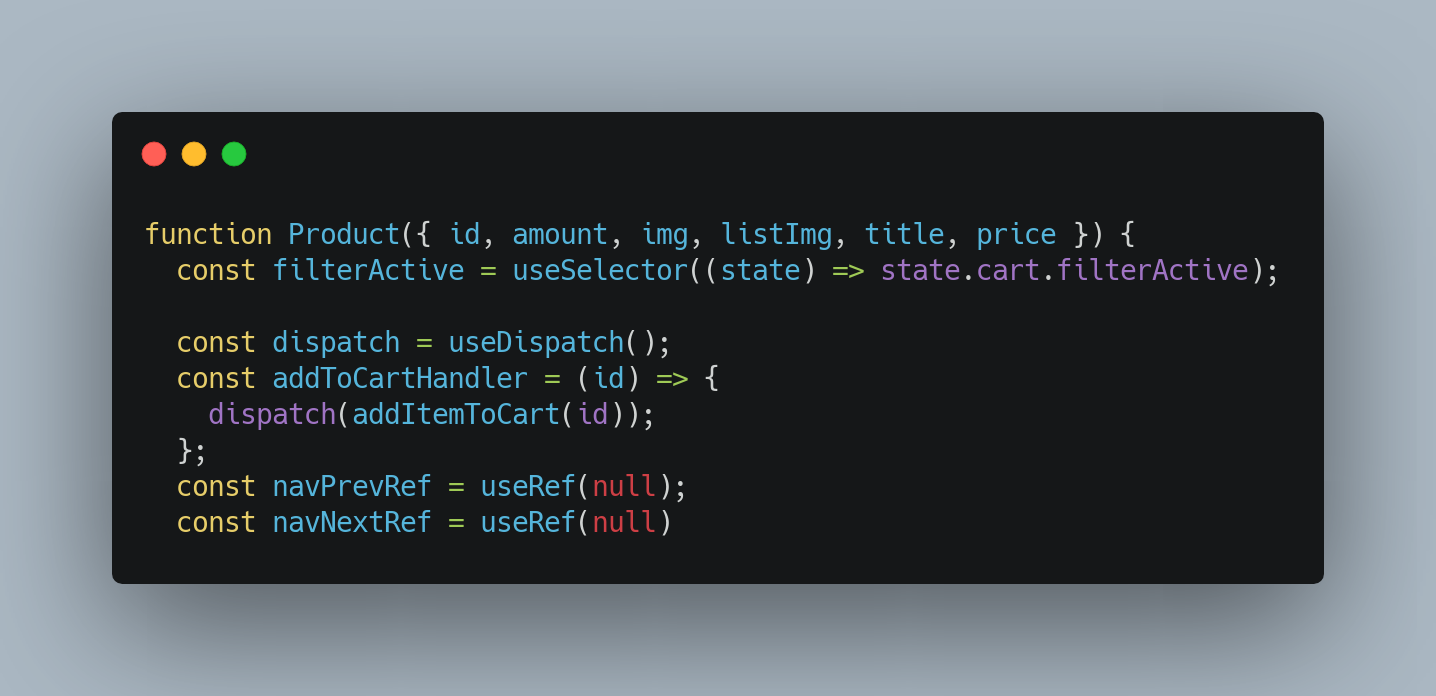 function Product({ id, amount, img, listImg, title, price }) {
  const filterActive = useSelector((state) => state.cart.filterActive);

  const dispatch = useDispatch();
  const addToCartHandler = (id) => {
    dispatch(addItemToCart(id));
  };
  const navPrevRef = useRef(null);
  const navNextRef = useRef(null)